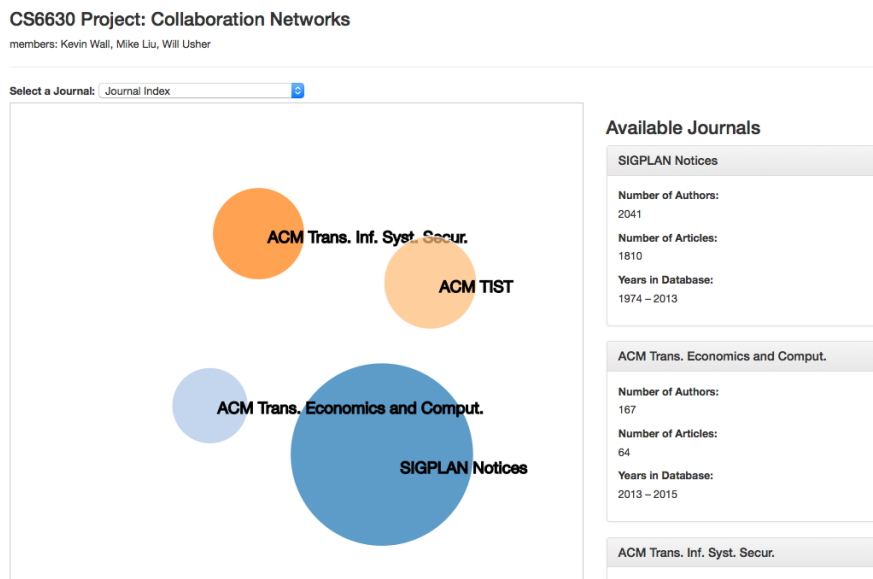 CS6630 Project: Collaboration Networks
members: Kevin Wall, Mike Liu, Will Usher
Select a Journal: Journal Index
ACM Trans. Inf. Syst. Secur.
ACM TIST
ACM Trans. Economics and Comput.
SIGPLAN Notices
Available Journals
SIGPLAN Notices
Number of Authors:
2041
Number of Articles:
1810
Years in Database:
1974 – 2013
ACM Trans. Economics and Comput.
Number of Authors:
167
Number of Articles:
64
Years in Database:
2013 – 2015
ACM Trans. Inf. Syst. Secur.